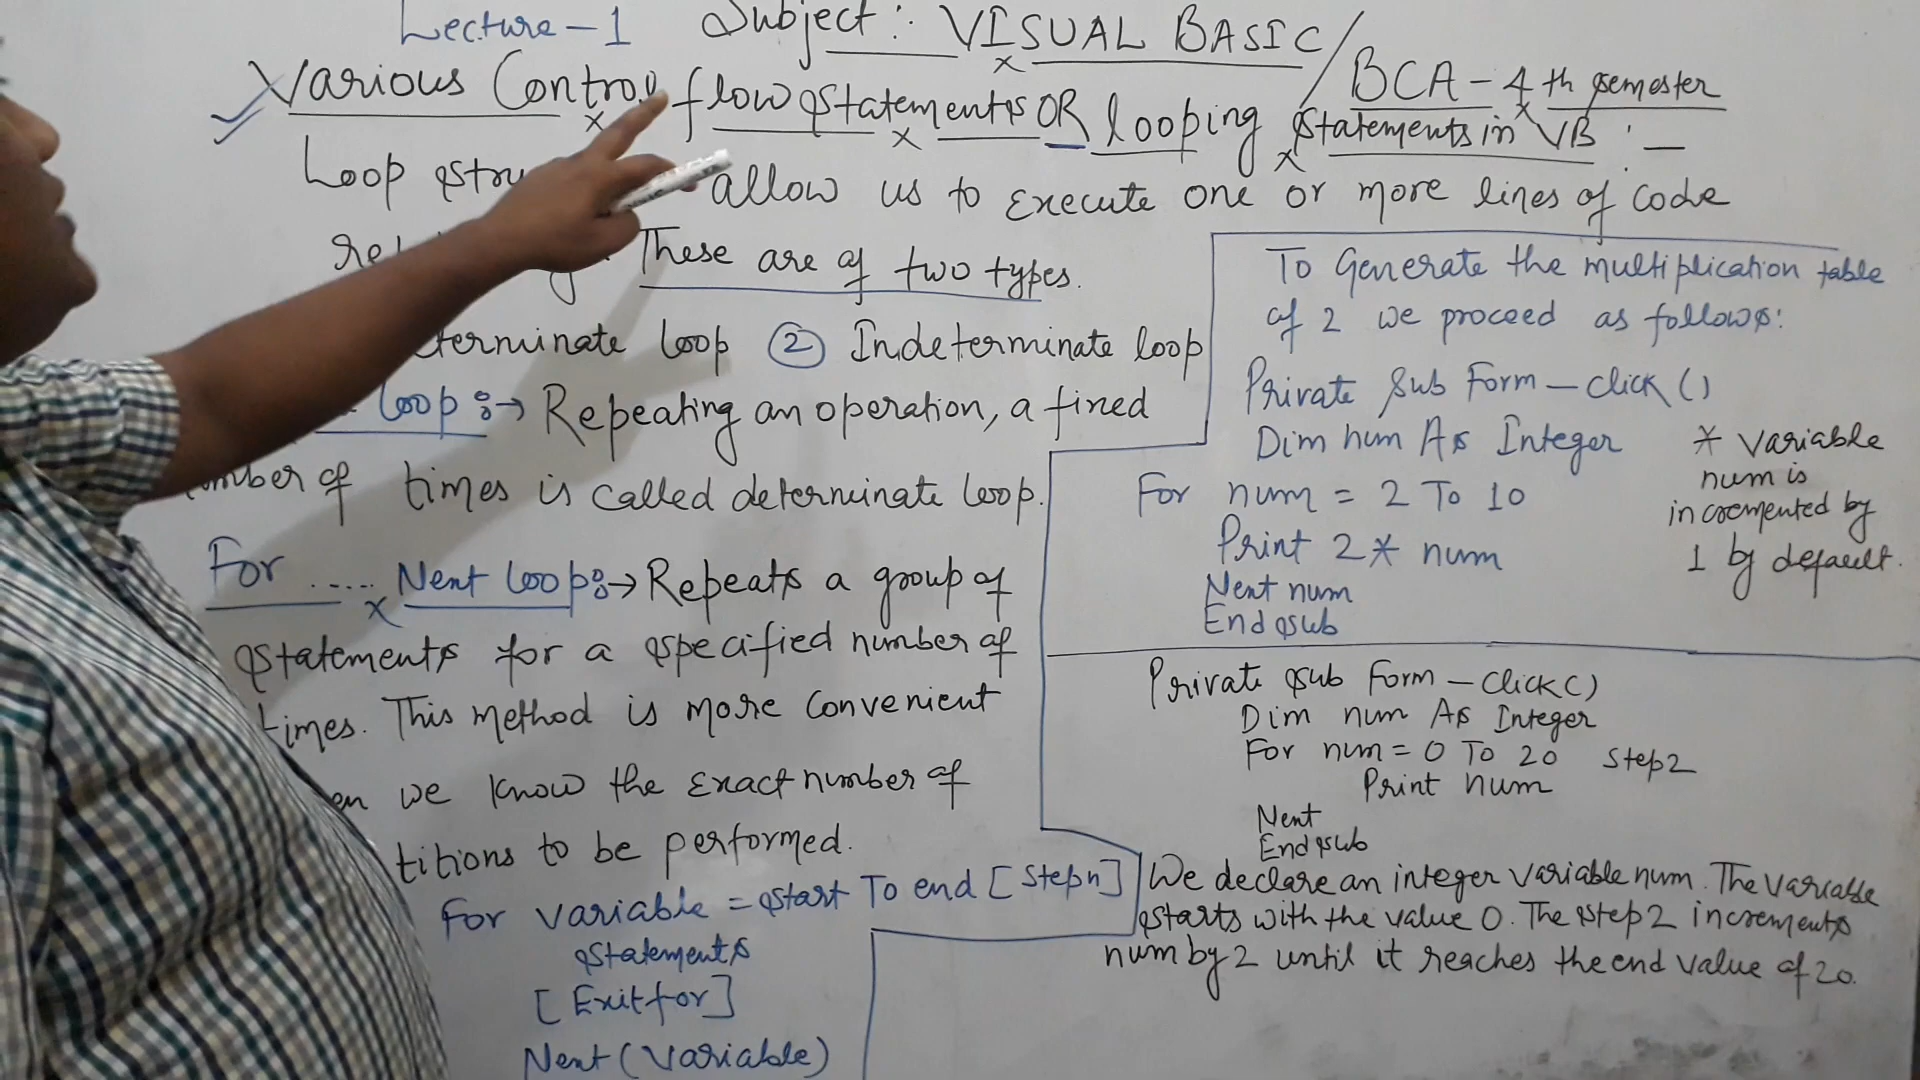 Lecture-1 Subject: VISUAL BASIC/
BCA-4th semester
Various Control flow statements OR looping statements in VB :-
Loop allow us to execute one or more lines of code
These are of two types.
terminate loop ② Indeterminate loop
loop :→ Repeating an operation, a fixed
number of times is called determinate loop.
For ..... Next loop:→ Repeats a group of
statements for a specified number of
times. This method is more convenient
en we know the exact number of
titions to be performed.
For variable = start To end [Step n]
statements
[Exit for]
Next (variable)
To Generate the multiplication table
of 2 we proceed as follows:
Private Sub Form-Click()
Dim num As Integer
For num = 2 To 10
Print 2* num
Next num
End sub
* variable
num is
incremented by
1 by default.
Private sub Form-Click()
Dim num As Integer
For num = 0 To 20 Step2
Print num
Next
End sub
We declare an integer variable num. The variable
starts with the value 0. The step 2 increments
num by 2 until it reaches the end value of 20.